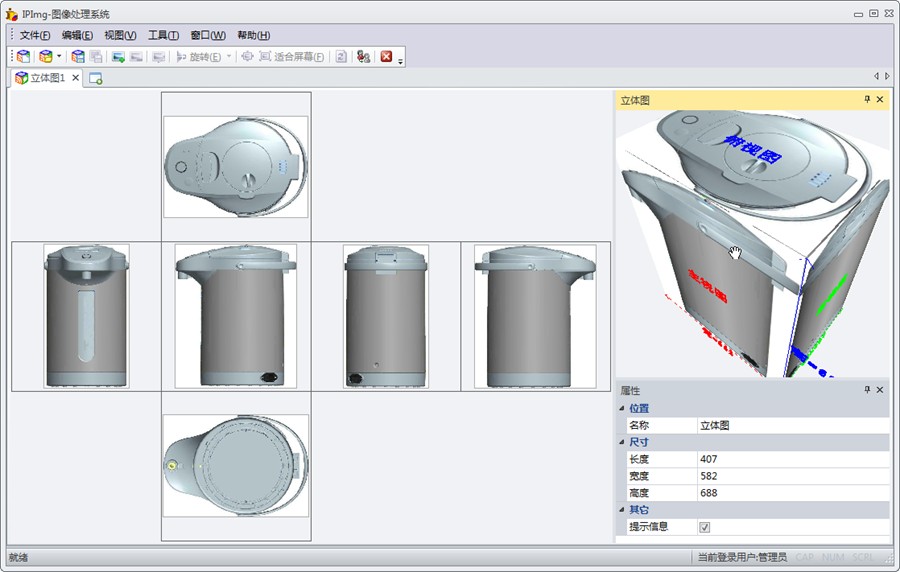 IPImg-图像处理系统
文件(F) 编辑(E) 视图(V) 工具(T) 窗口(W) 帮助(H)
旋转(E) 适合屏幕(F)
立体图1
立体图
俯视图
属性
位置
名称 立体图
尺寸
长度 407
宽度 582
高度 688
其它
提示信息
就绪 当前登录用户:管理员 CAP NUM SCRL